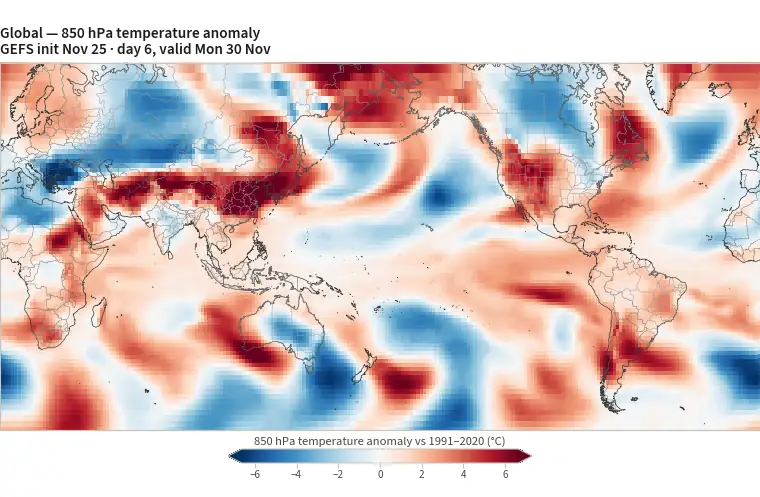 Global — 850 hPa temperature anomaly
GEFS init Nov 25 · day 6, valid Mon 30 Nov
850 hPa temperature anomaly vs 1991–2020 (°C)
−6 −4 −2 0 2 4 6